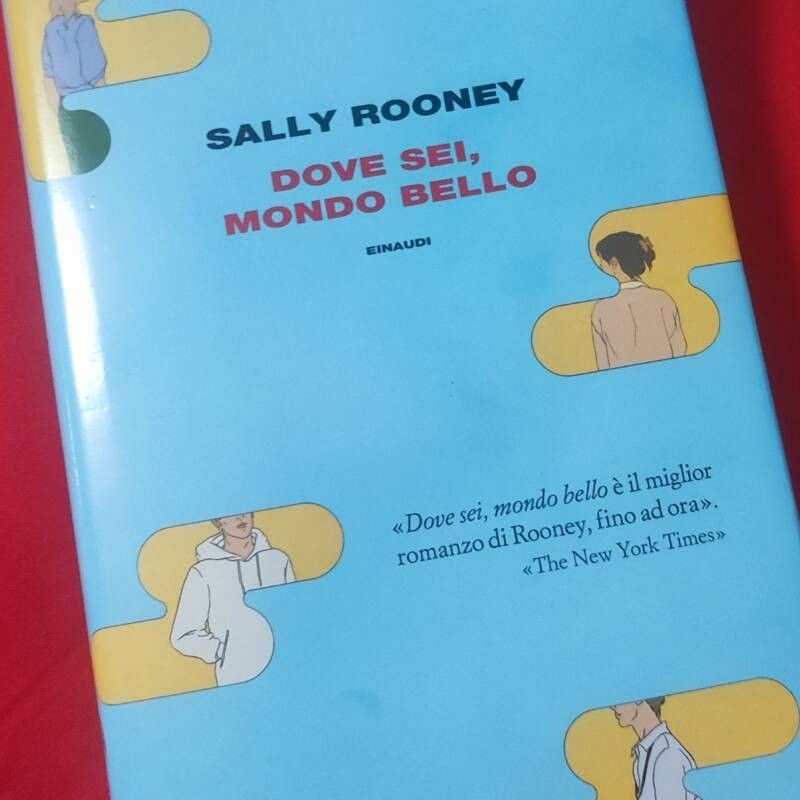 SALLY ROONEY
DOVE SEI,
MONDO BELLO
EINAUDI
«Dove sei, mondo bello è il miglior
romanzo di Rooney, fino ad ora».
«The New York Times»